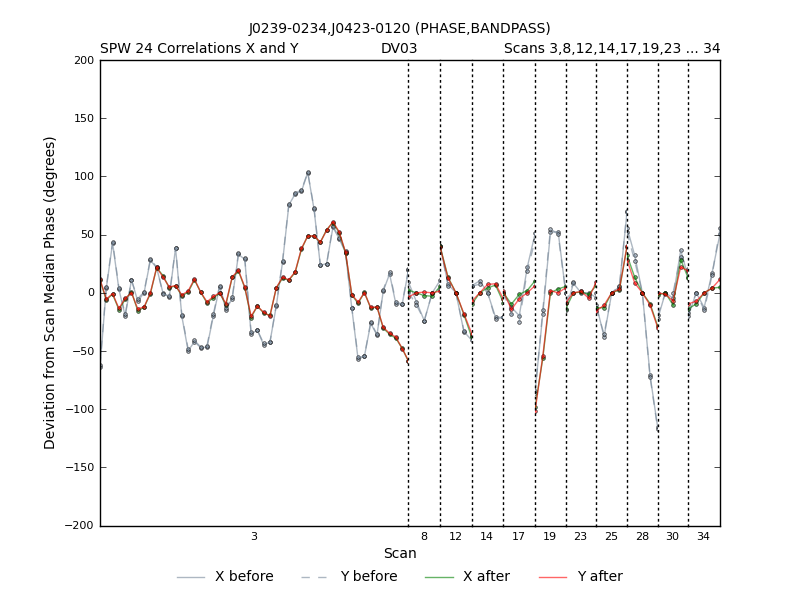 J0239-0234,J0423-0120 (PHASE,BANDPASS)
SPW 24 Correlations X and Y DV03 Scans 3,8,12,14,17,19,23 ... 34
200
150
100
50
0
−50
−100
−150
−200
Deviation from Scan Median Phase (degrees)
3 8 12 14 17 19 23 25 28 30 34
Scan
X before Y before X after Y after